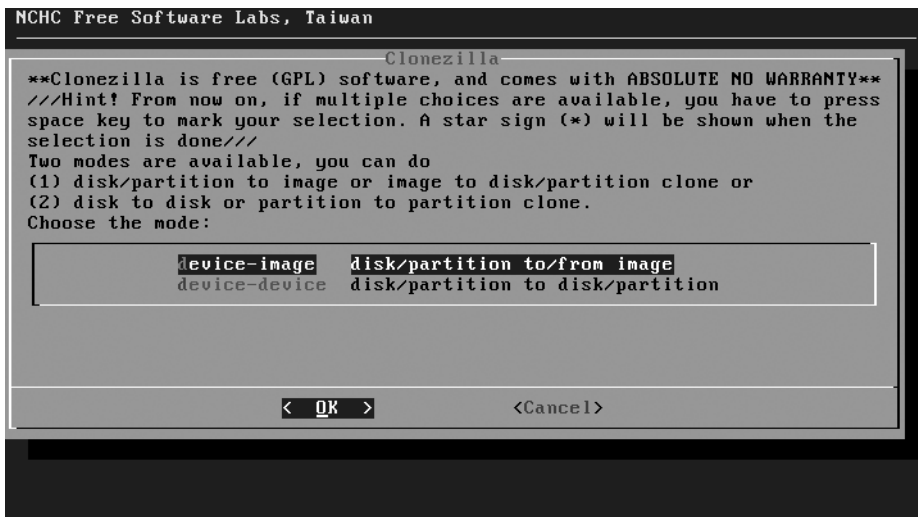 NCHC Free Software Labs, Taiwan
Clonezilla
**Clonezilla is free (GPL) software, and comes with ABSOLUTE NO WARRANTY**
///Hint! From now on, if multiple choices are available, you have to press
space key to mark your selection. A star sign (*) will be shown when the
selection is done///
Two modes are available, you can do
(1) disk/partition to image or image to disk/partition clone or
(2) disk to disk or partition to partition clone.
Choose the mode:
device-image disk/partition to/from image
device-device disk/partition to disk/partition
< OK > <Cancel>